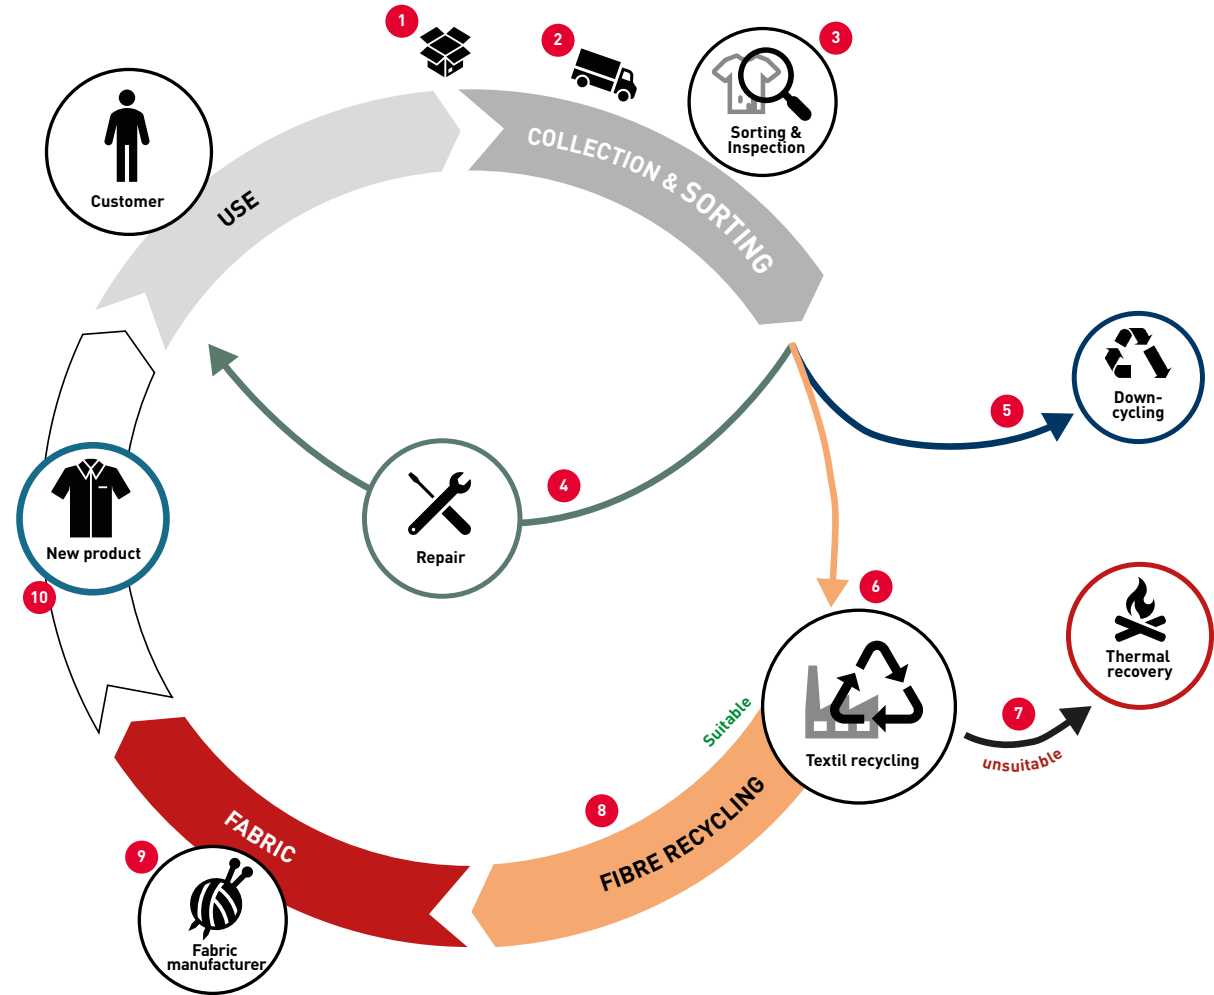 1
2
3
Sorting &
Inspection
COLLECTION & SORTING
Customer
USE
Down-
cycling
5
4
Repair
New product
10
6
Textil recycling
Suitable
7
unsuitable
Thermal
recovery
8
FIBRE RECYCLING
FABRIC
9
Fabric
manufacturer